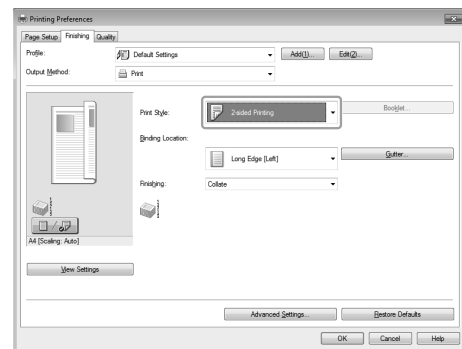 Printing Preferences
Page Setup Finishing Quality
Profile: Default Settings Add(1)... Edit(2)...
Output Method: Print
Print Style: 2-sided Printing Booklet...
Binding Location:
Long Edge [Left] Gutter...
Finishing: Collate
A4 [Scaling: Auto]
View Settings
Advanced Settings... Restore Defaults
OK Cancel Help